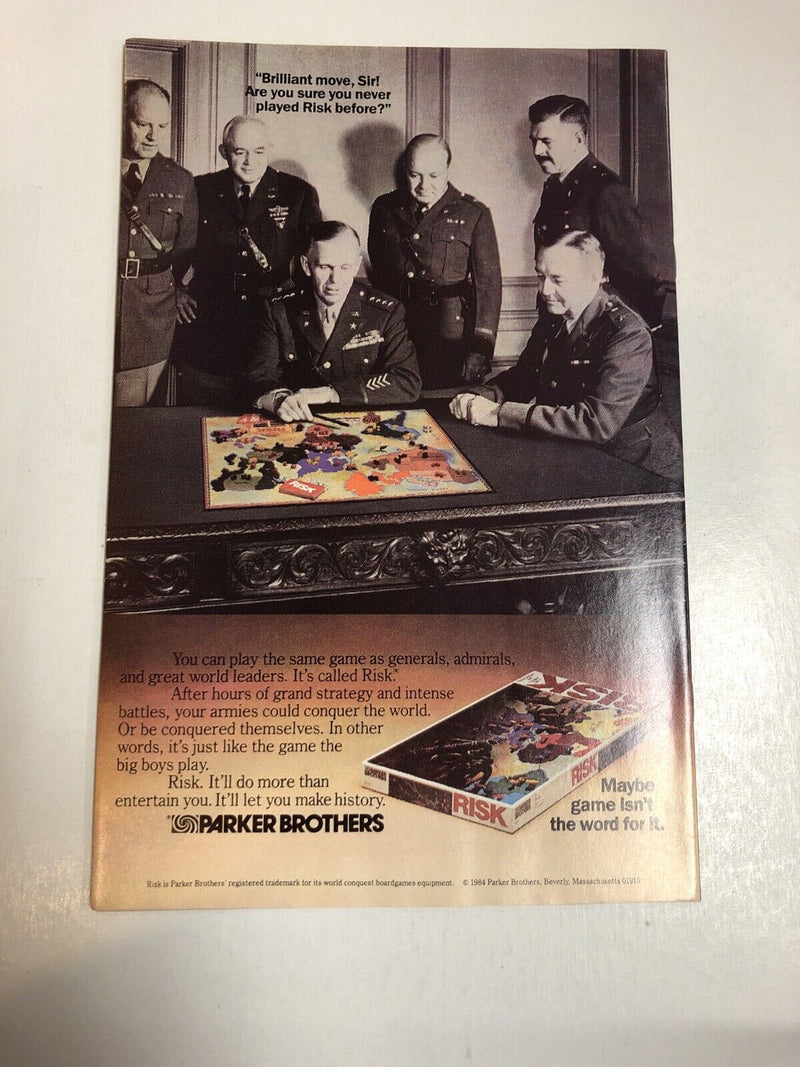 “Brilliant move, Sir!
Are you sure you never
played Risk before?”
RISK
You can play the same game as generals, admirals,
and great world leaders. It’s called Risk.®
After hours of grand strategy and intense
battles, your armies could conquer the world.
Or be conquered themselves. In other
words, it’s just like the game the
big boys play.
Risk. It’ll do more than
entertain you. It’ll let you make history.
PARKER BROTHERS
RISK
RISK
RISK
Maybe
game isn’t
the word for it.
Risk is Parker Brothers’ registered trademark for its world conquest boardgames equipment. © 1984 Parker Brothers, Beverly, Massachusetts 01915